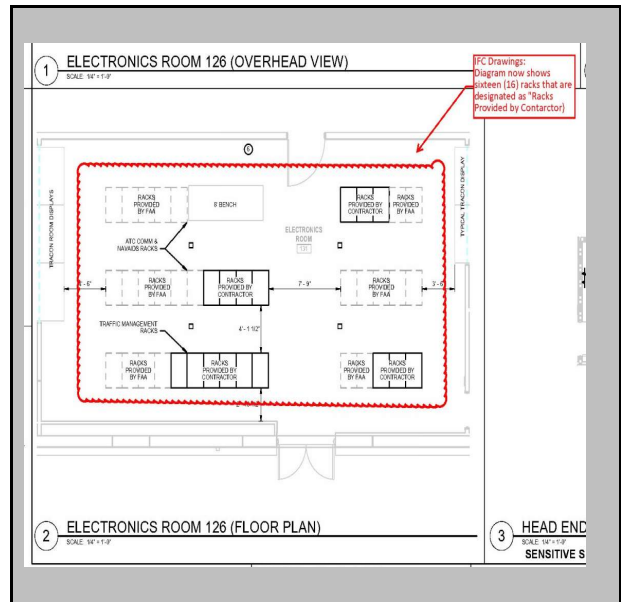 1
ELECTRONICS ROOM 126 (OVERHEAD VIEW)
SCALE: 1/4" = 1'-0"
IFC Drawings:
Diagram now shows
sixteen (16) racks that are
designated as "Racks
Provided by Contarctor)
6
TRACON ROOM DISPLAYS
RACKS
PROVIDED
BY FAA
8' BENCH
RACKS
PROVIDED BY
CONTRACTOR
RACKS
PROVIDED
BY FAA
TYPICAL TRACON DISPLAY
ELECTRONICS
ROOM
131
ATC COMM &
NAVAIDS RACKS
RACKS
PROVIDED
BY FAA
RACKS
PROVIDED BY
CONTRACTOR
7' - 9"
RACKS
PROVIDED
BY FAA
3' - 6"
TRAFFIC MANAGEMENT
RACKS
4' - 1 1/2"
RACKS
PROVIDED
BY FAA
RACKS
PROVIDED BY
CONTRACTOR
RACKS
PROVIDED
BY FAA
RACKS
PROVIDED BY
CONTRACTOR
2
ELECTRONICS ROOM 126 (FLOOR PLAN)
SCALE: 1/4" = 1'-0"
3
HEAD END
SCALE: 1/4" = 1'-0"
SENSITIVE S